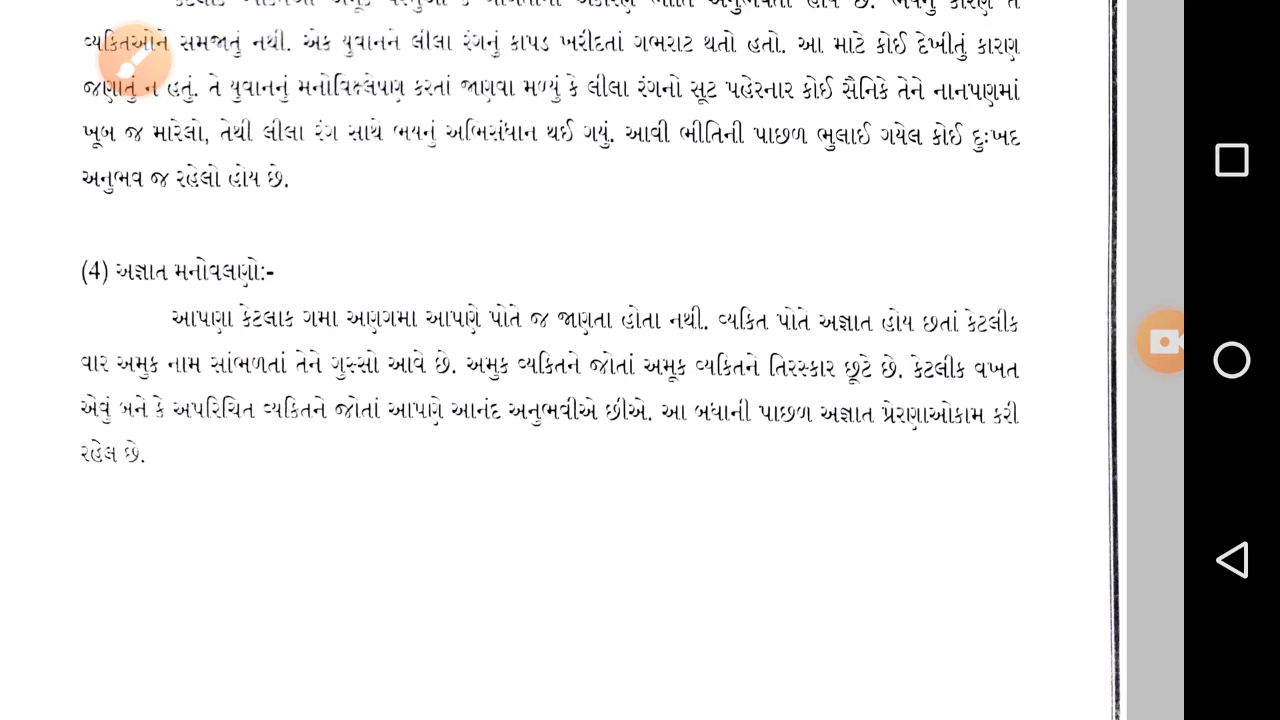 વ્યકિતઓને સમજાતું નથી. એક યુવાનને લીલા રંગનું કાપડ ખરીદતાં ગભરાટ થતો હતો. આ માટે કોઈ દેખીતું કારણ
જણાતું ન હતું. તે યુવાનનું મનોવિશ્લેષણ કરતાં જાણવા મળ્યું કે લીલા રંગનો સૂટ પહેરનાર કોઈ સૈનિકે તેને નાનપણમાં
ખૂબ જ મારેલો, તેથી લીલા રંગ સાથે ભયનું અભિસંધાન થઈ ગયું. આવી ભીતિની પાછળ ભુલાઈ ગયેલ કોઈ દુઃખદ
અનુભવ જ રહેલો હોય છે.
(4) અજ્ઞાત મનોવલણો:-
આપણા કેટલાક ગમા અણગમા આપણે પોતે જ જાણતા હોતા નથી. વ્યકિત પોતે અજ્ઞાત હોય છતાં કેટલીક
વાર અમુક નામ સાંભળતાં તેને ગુસ્સો આવે છે. અમુક વ્યકિતને જોતાં અમૂક વ્યકિતને તિરસ્કાર છૂટે છે. કેટલીક વખત
એવું બને કે અપરિચિત વ્યકિતને જોતાં આપણે આનંદ અનુભવીએ છીએ. આ બધાની પાછળ અજ્ઞાત પ્રેરણાઓકામ કરી
રહેલ છે.